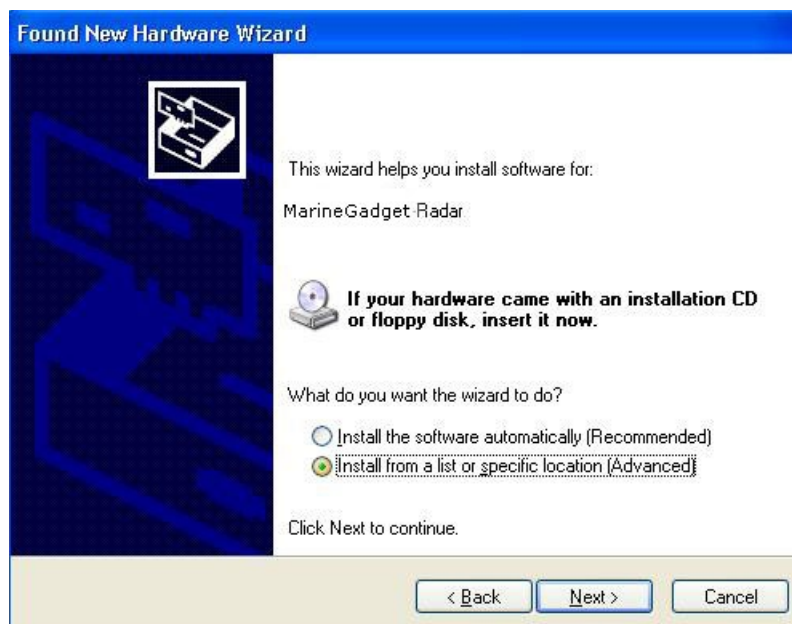 Found New Hardware Wizard
This wizard helps you install software for:
MarineGadget-Radar
If your hardware came with an installation CD
or floppy disk, insert it now.
What do you want the wizard to do?
Install the software automatically (Recommended)
Install from a list or specific location (Advanced)
Click Next to continue.
< Back Next > Cancel